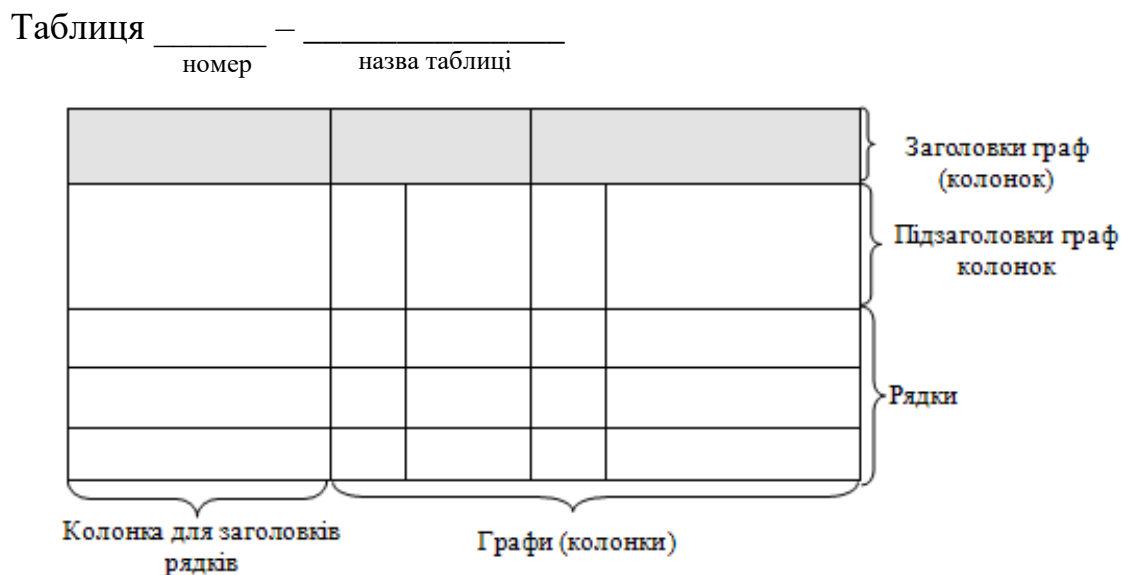 Таблиця ______ – ______________
номер назва таблиці
Заголовки граф
(колонок)
Підзаголовки граф
колонок
Рядки
Колонка для заголовків
рядків
Графи (колонки)